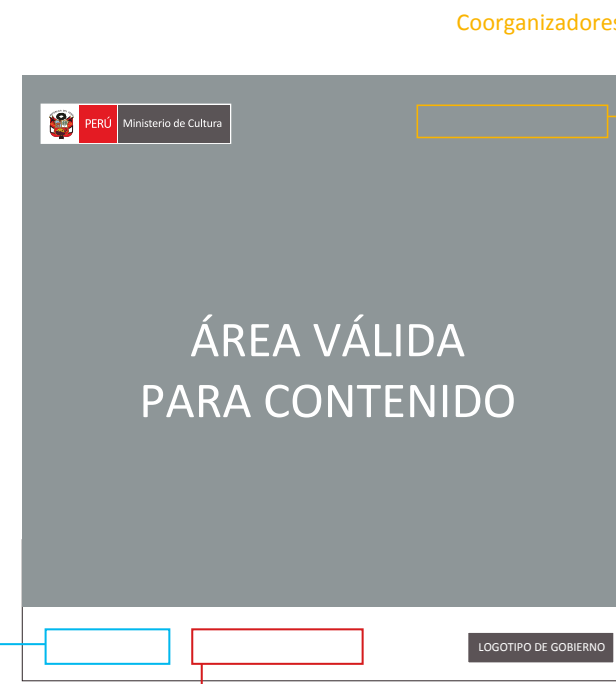 Coorganizadores
PERÚ Ministerio de Cultura
ÁREA VÁLIDA
PARA CONTENIDO
LOGOTIPO DE GOBIERNO